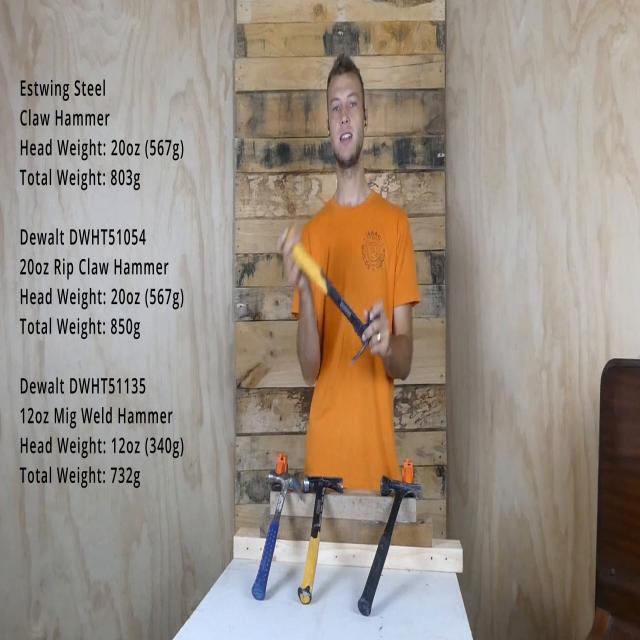 Estwing Steel
Claw Hammer
Head Weight: 20oz (567g)
Total Weight: 803g
Dewalt DWHT51054
20oz Rip Claw Hammer
Head Weight: 20oz (567g)
Total Weight: 850g
Dewalt DWHT51135
12oz Mig Weld Hammer
Head Weight: 12oz (340g)
Total Weight: 732g